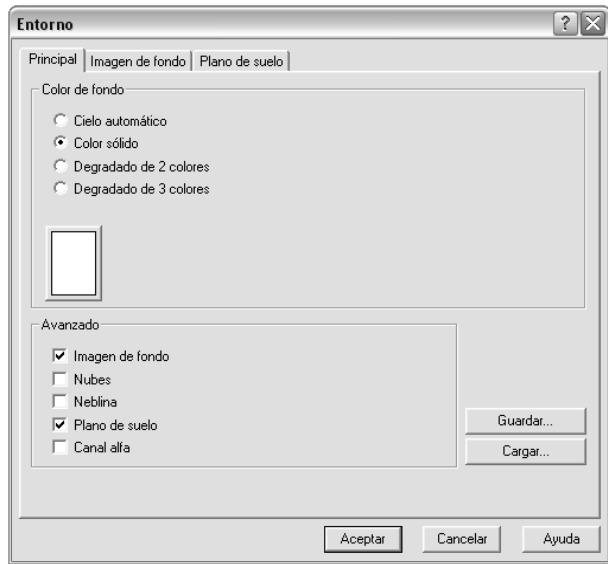 Entorno
Principal Imagen de fondo Plano de suelo
Color de fondo
Cielo automático
Color sólido
Degradado de 2 colores
Degradado de 3 colores
Avanzado
Imagen de fondo
Nubes
Neblina
Plano de suelo
Canal alfa
Guardar...
Cargar...
Aceptar Cancelar Ayuda